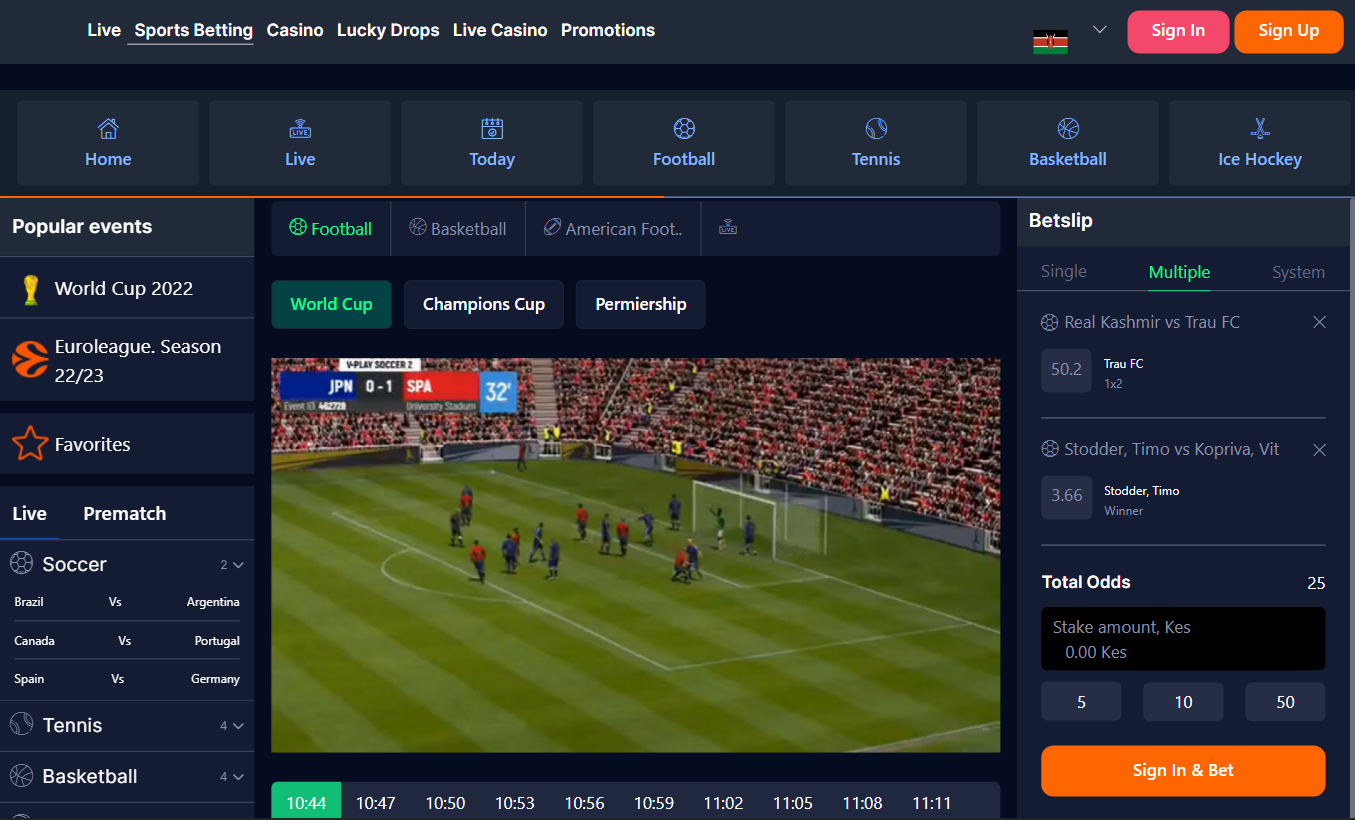 Live Sports Betting Casino Lucky Drops Live Casino Promotions Sign In Sign Up
Home Live Today Football Tennis Basketball Ice Hockey
Popular events
World Cup 2022
Euroleague. Season
22/23
Favorites
Live Prematch
Soccer 2
Brazil Vs Argentina
Canada Vs Portugal
Spain Vs Germany
Tennis 4
Basketball 4
Football Basketball American Foot.. LIVE
World Cup Champions Cup Permiership
V-PLAY SOCCER 2
JPN 0-1 SPA 32'
Event ID: 462728 University Stadium
10:44 10:47 10:50 10:53 10:56 10:59 11:02 11:05 11:08 11:11
Betslip
Single Multiple System
Real Kashmir vs Trau FC
50.2 Trau FC
1x2
Stodder, Timo vs Kopriva, Vit
3.66 Stodder, Timo
Winner
Total Odds 25
Stake amount, Kes
0.00 Kes
5 10 50
Sign In & Bet